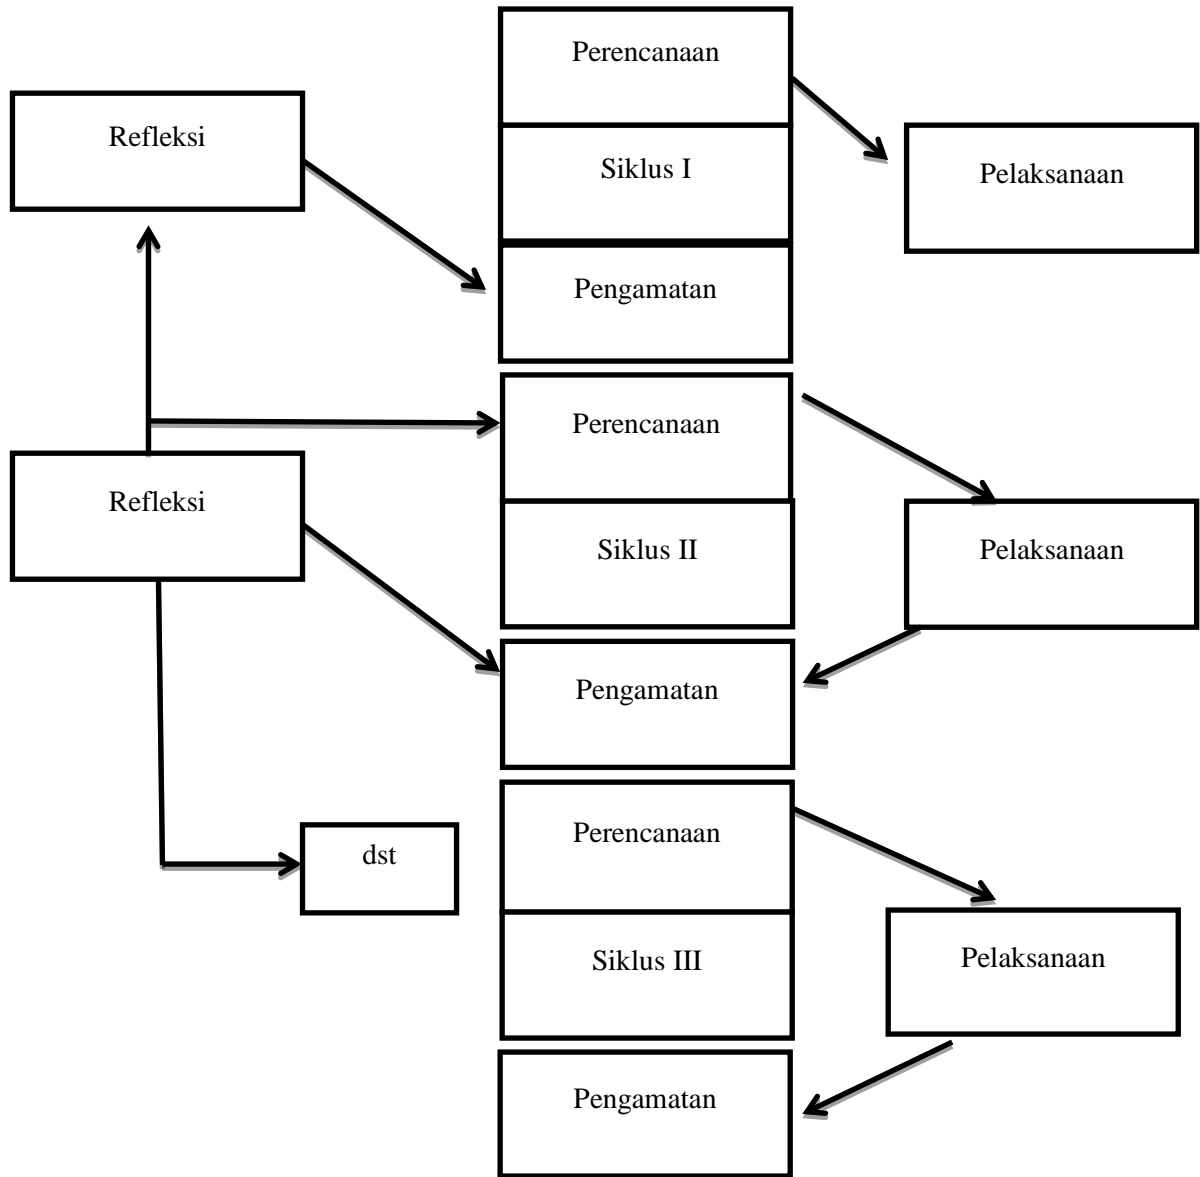 Perencanaan
Refleksi
Siklus I
Pelaksanaan
Pengamatan
Perencanaan
Refleksi
Siklus II
Pelaksanaan
Pengamatan
Perencanaan
dst
Siklus III
Pelaksanaan
Pengamatan